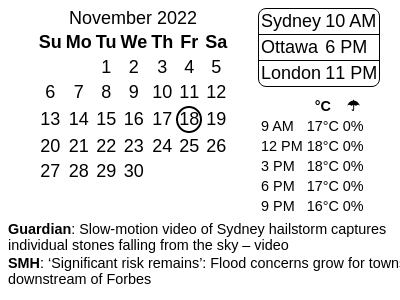 November 2022
Su Mo Tu We Th Fr Sa
1 2 3 4 5
6 7 8 9 10 11 12
13 14 15 16 17 18 19
20 21 22 23 24 25 26
27 28 29 30
Sydney 10 AM
Ottawa 6 PM
London 11 PM
°C ☂
9 AM 17°C 0%
12 PM 18°C 0%
3 PM 18°C 0%
6 PM 17°C 0%
9 PM 16°C 0%
Guardian: Slow-motion video of Sydney hailstorm captures
individual stones falling from the sky – video
SMH: ‘Significant risk remains’: Flood concerns grow for towns
downstream of Forbes